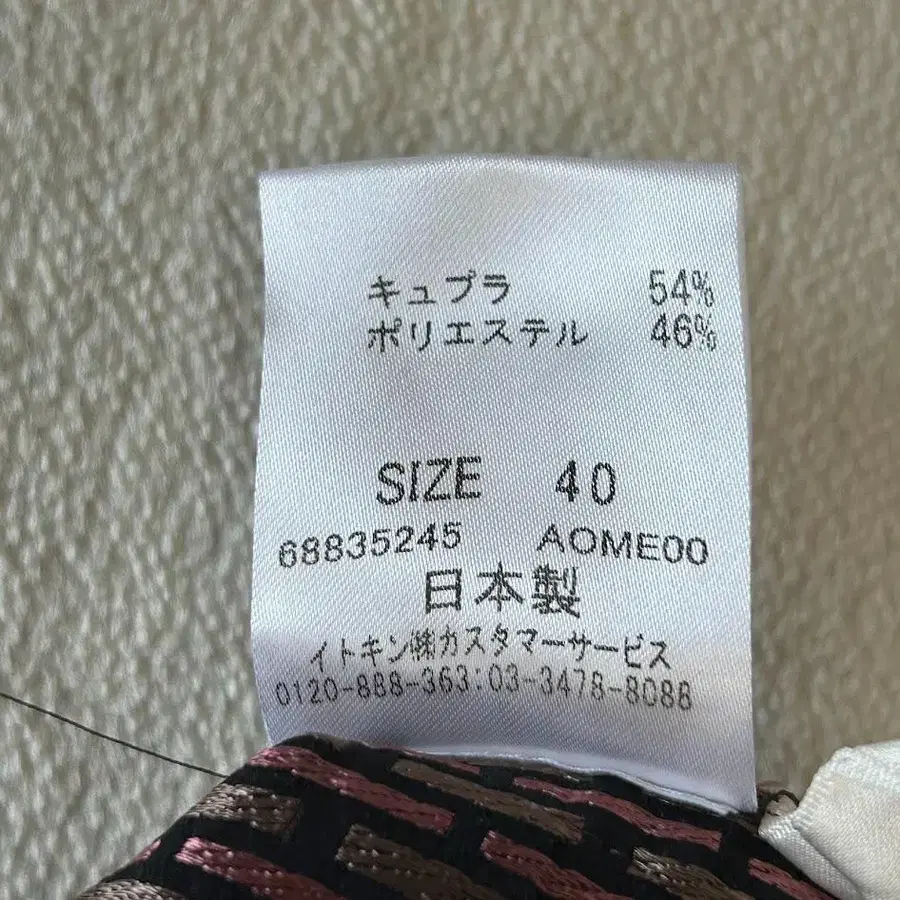 キュプラ 54%
ポリエステル 46%
SIZE 40
68835245 AOME00
日本製
イトキン㈱カスタマーサービス
0120-888-363:03-3478-8088